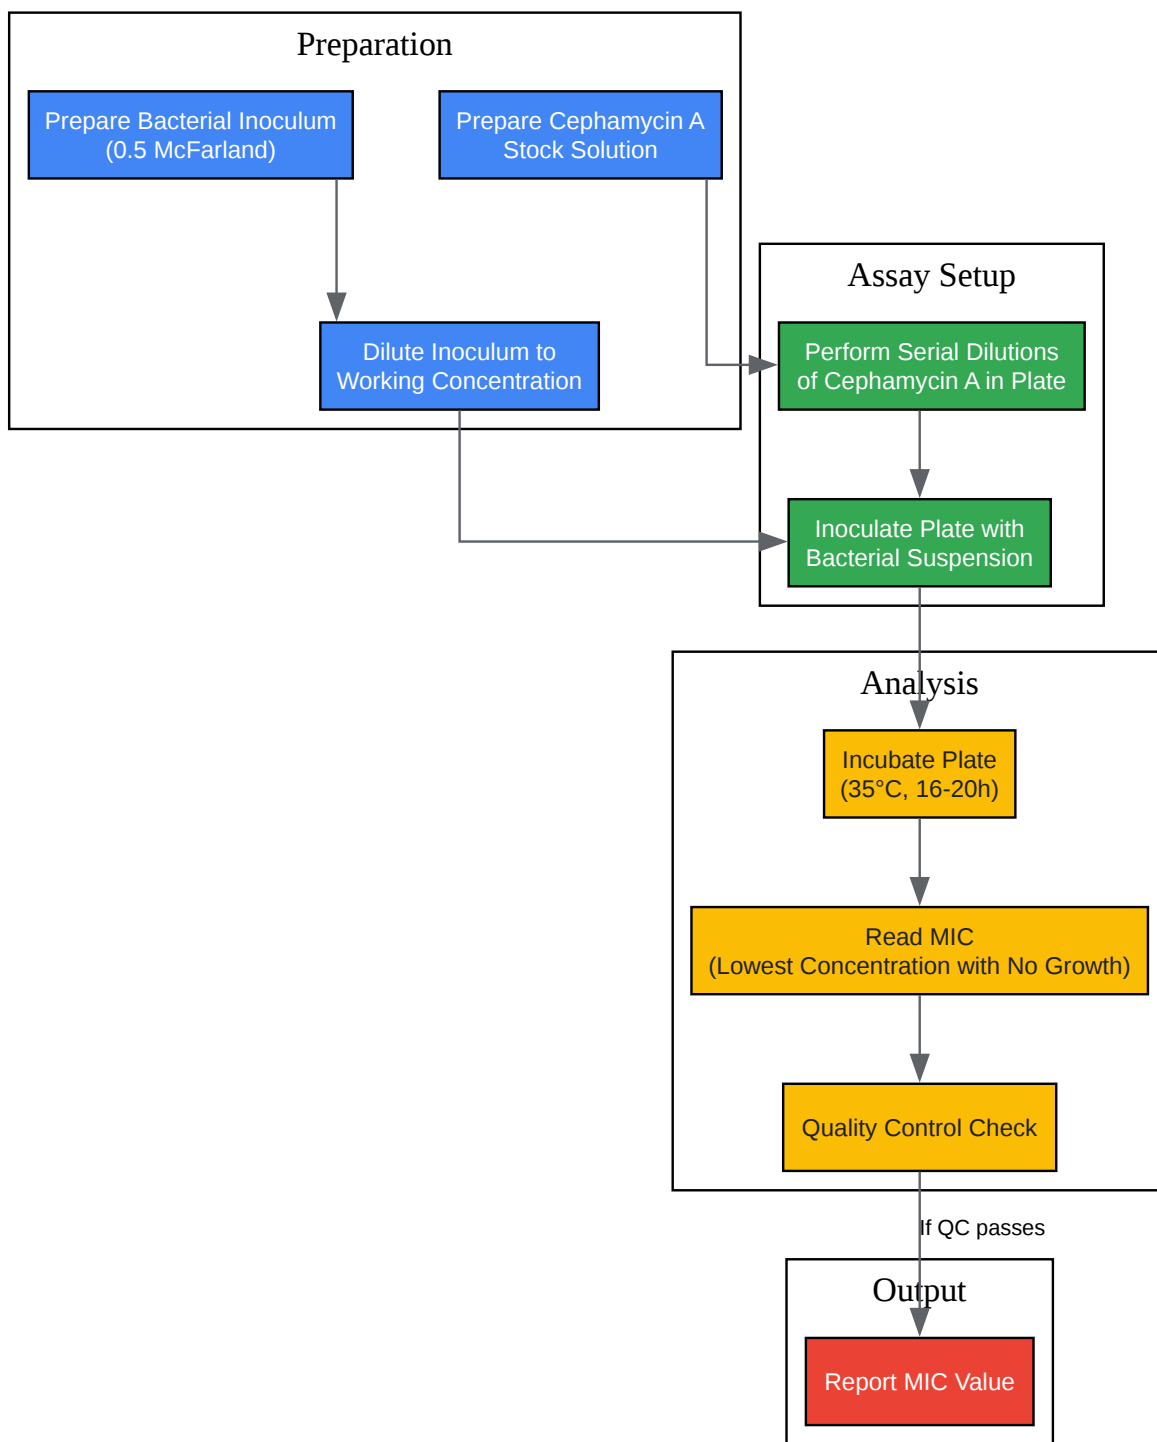 Preparation
Prepare Bacterial Inoculum
(0.5 McFarland)
Prepare Cephamycin A
Stock Solution
Dilute Inoculum to
Working Concentration
Assay Setup
Perform Serial Dilutions
of Cephamycin A in Plate
Inoculate Plate with
Bacterial Suspension
Analysis
Incubate Plate
(35°C, 16-20h)
Read MIC
(Lowest Concentration with No Growth)
Quality Control Check
If QC passes
Output
Report MIC Value